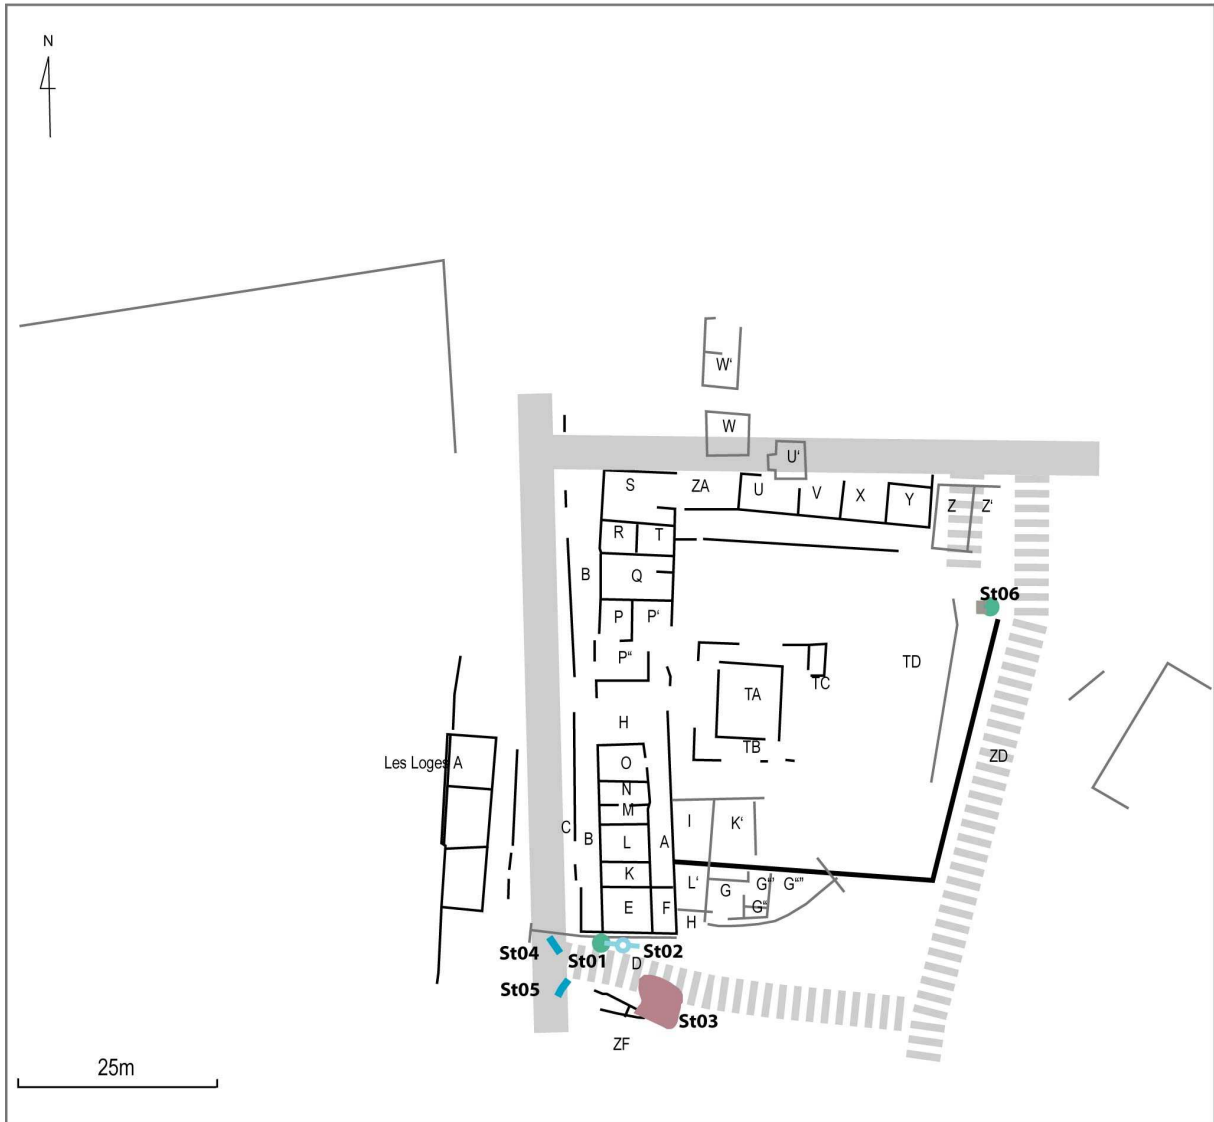 N
W'
W
U'
S
ZA
U
V
X
Y
Z
Z'
R
T
B
Q
St06
P
P'
P"
TD
TA
TC
H
TB
ZD
Les Loges A
O
N
M
I
K'
C
B
L
A
K
L'
G
G"'
G""
E
F
G"
H
St04
St01
St02
D
St05
St03
ZF
25m